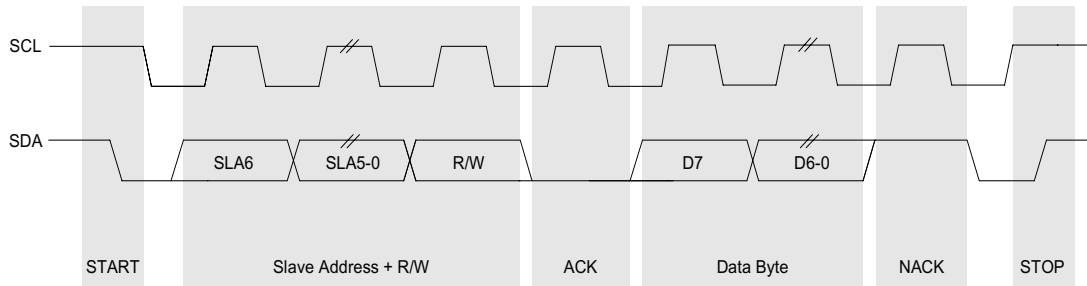 SCL
SDA
SLA6 SLA5-0 R/W D7 D6-0
START Slave Address + R/W ACK Data Byte NACK STOP